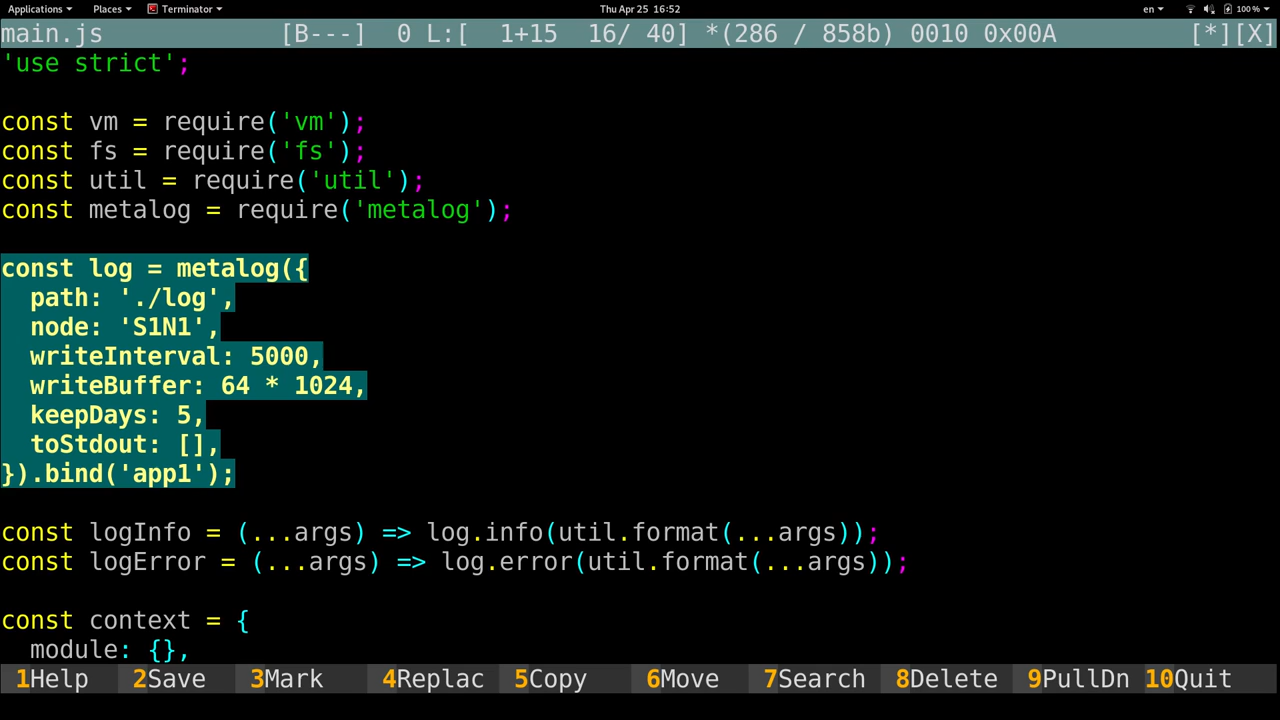 Applications Places Terminator Thu Apr 25 16:52 en 100 %
main.js [B---] 0 L:[ 1+15 16/ 40] *(286 / 858b) 0010 0x00A [*][X]
'use strict';
const vm = require('vm');
const fs = require('fs');
const util = require('util');
const metalog = require('metalog');
const log = metalog({
  path: './log',
  node: 'S1N1',
  writeInterval: 5000,
  writeBuffer: 64 * 1024,
  keepDays: 5,
  toStdout: [],
}).bind('app1');
const logInfo = (...args) => log.info(util.format(...args));
const logError = (...args) => log.error(util.format(...args));
const context = {
  module: {},
1Help 2Save 3Mark 4Replac 5Copy 6Move 7Search 8Delete 9PullDn 10Quit